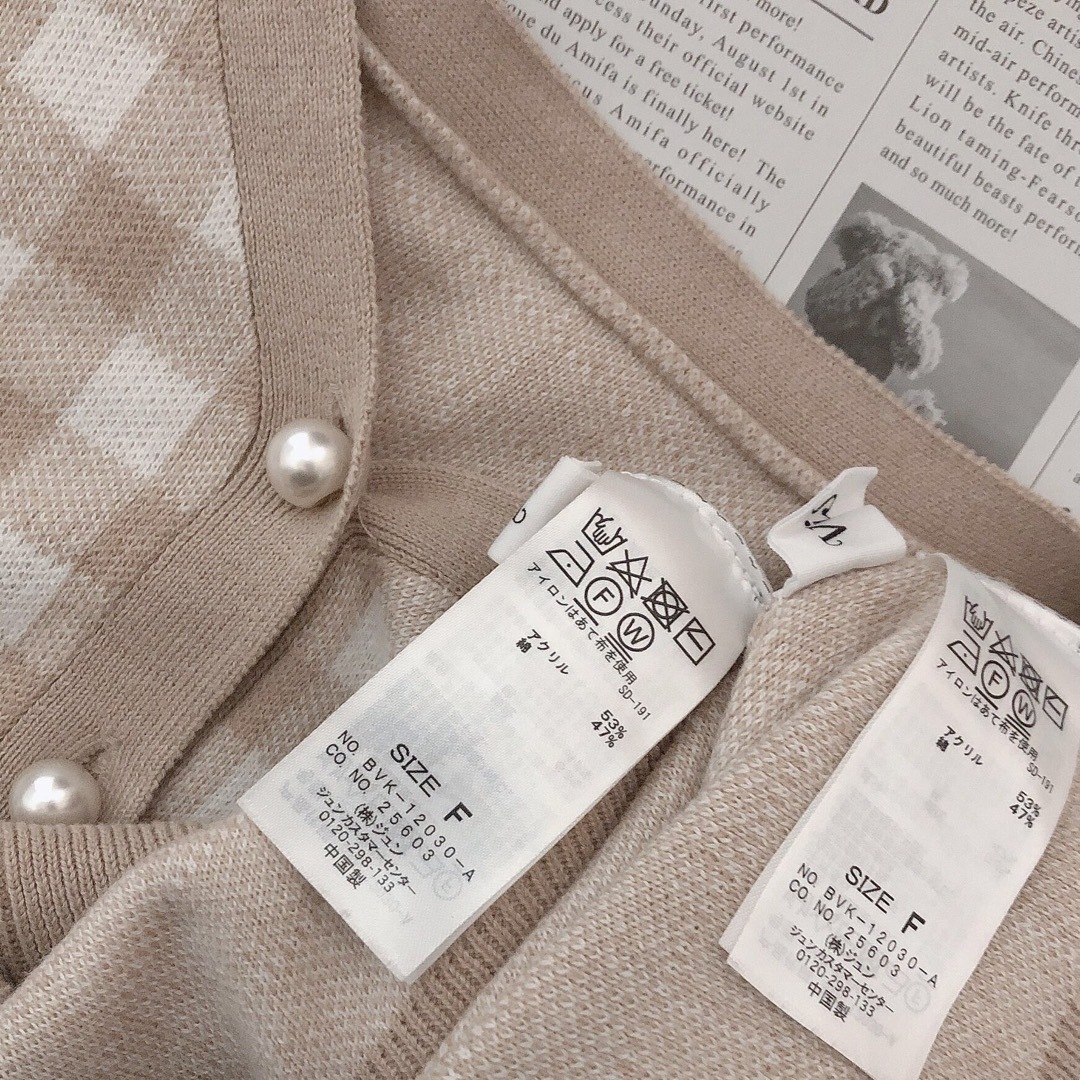 more!
and apply for a free ticket!
que du Amifa is finally here! The
first performance
Sunday, August 1st in
their official website
Amifa officially
performance in
the air. Chinese
mid-air perform
artists. Knife thr
will be the fate of
Lion taming-Fearso
beautiful beasts perform
and so much more!
F
W
アイロンはあて布を使用
SD-191
アクリル 53%
綿 47%
SIZE F
NO. BVK-12030-A
CO. NO. 25603
(株)ジュン
ジュンカスタマーセンター
0120-298-133
中国製
F
W
アイロンはあて布を使用
SD-191
アクリル 53%
綿 47%
SIZE F
NO. BVK-12030-A
CO. NO. 25603
(株)ジュン
ジュンカスタマーセンター
0120-298-133
中国製